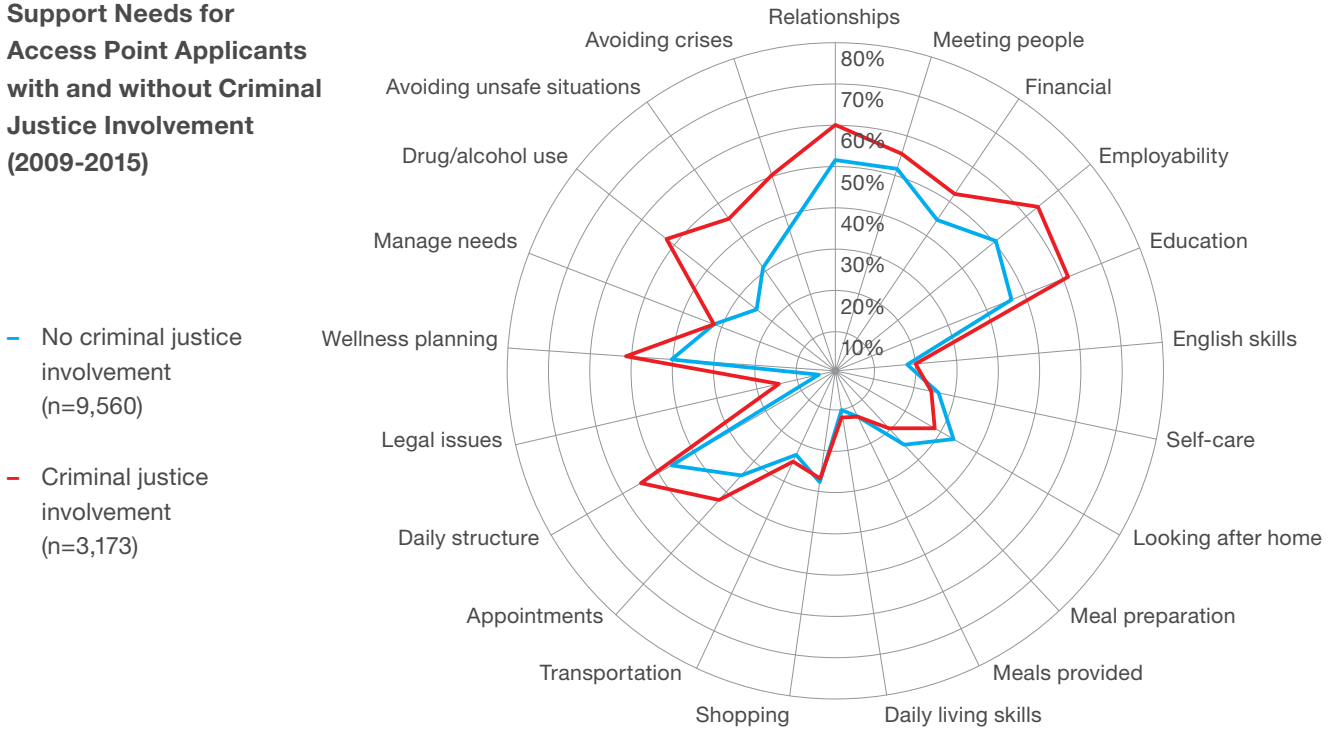 Support Needs for
Access Point Applicants
with and without Criminal
Justice Involvement
(2009-2015)
– No criminal justice
involvement
(n=9,560)
– Criminal justice
involvement
(n=3,173)
Relationships
Meeting people
Financial
Employability
Education
English skills
Self-care
Looking after home
Meal preparation
Meals provided
Daily living skills
Shopping
Transportation
Appointments
Daily structure
Legal issues
Wellness planning
Manage needs
Drug/alcohol use
Avoiding unsafe situations
Avoiding crises
80%
70%
60%
50%
40%
30%
20%
10%